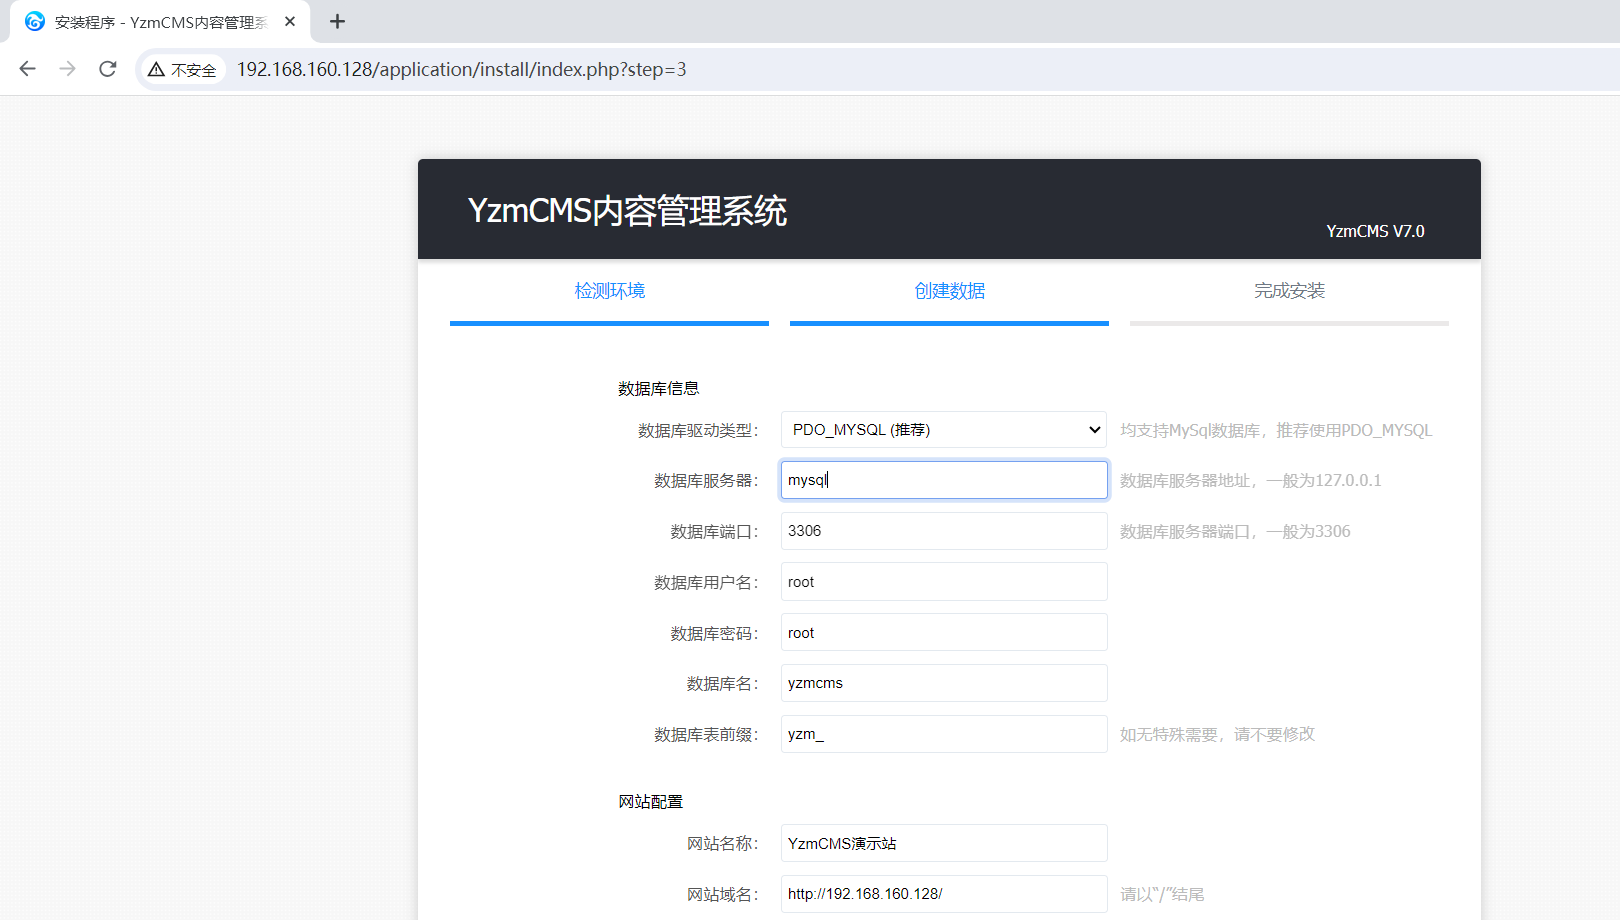 安装程序 - YzmCMS内容管理系
不安全
192.168.160.128/application/install/index.php?step=3
YzmCMS内容管理系统
YzmCMS V7.0
检测环境
创建数据
完成安装
数据库信息
数据库驱动类型: PDO_MYSQL (推荐) 均支持MySql数据库，推荐使用PDO_MYSQL
数据库服务器: mysql 数据库服务器地址，一般为127.0.0.1
数据库端口: 3306 数据库服务器端口，一般为3306
数据库用户名: root
数据库密码: root
数据库名: yzmcms
数据库表前缀: yzm_ 如无特殊需要，请不要修改
网站配置
网站名称: YzmCMS演示站
网站域名: http://192.168.160.128/ 请以“/”结尾